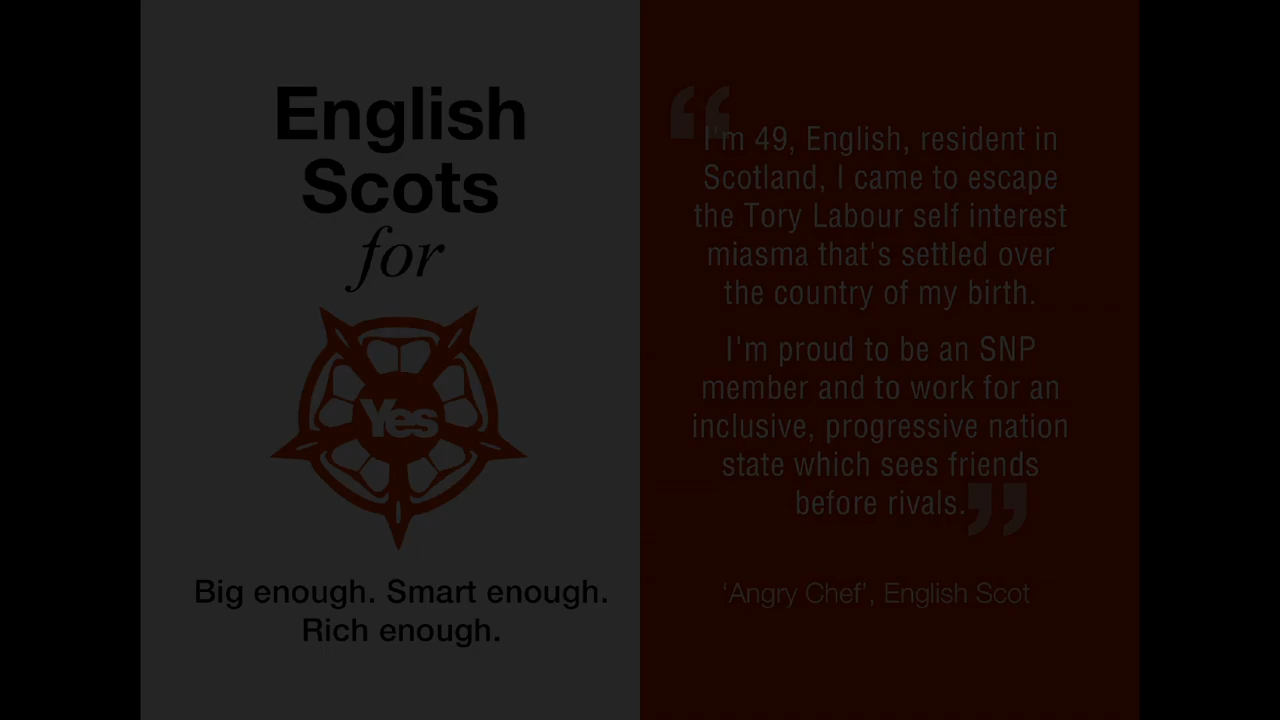 English
Scots
for
Yes
Big enough. Smart enough.
Rich enough.
“
I'm 49, English, resident in
Scotland, I came to escape
the Tory Labour self interest
miasma that's settled over
the country of my birth.
I'm proud to be an SNP
member and to work for an
inclusive, progressive nation
state which sees friends
before rivals.”
‘Angry Chef’, English Scot